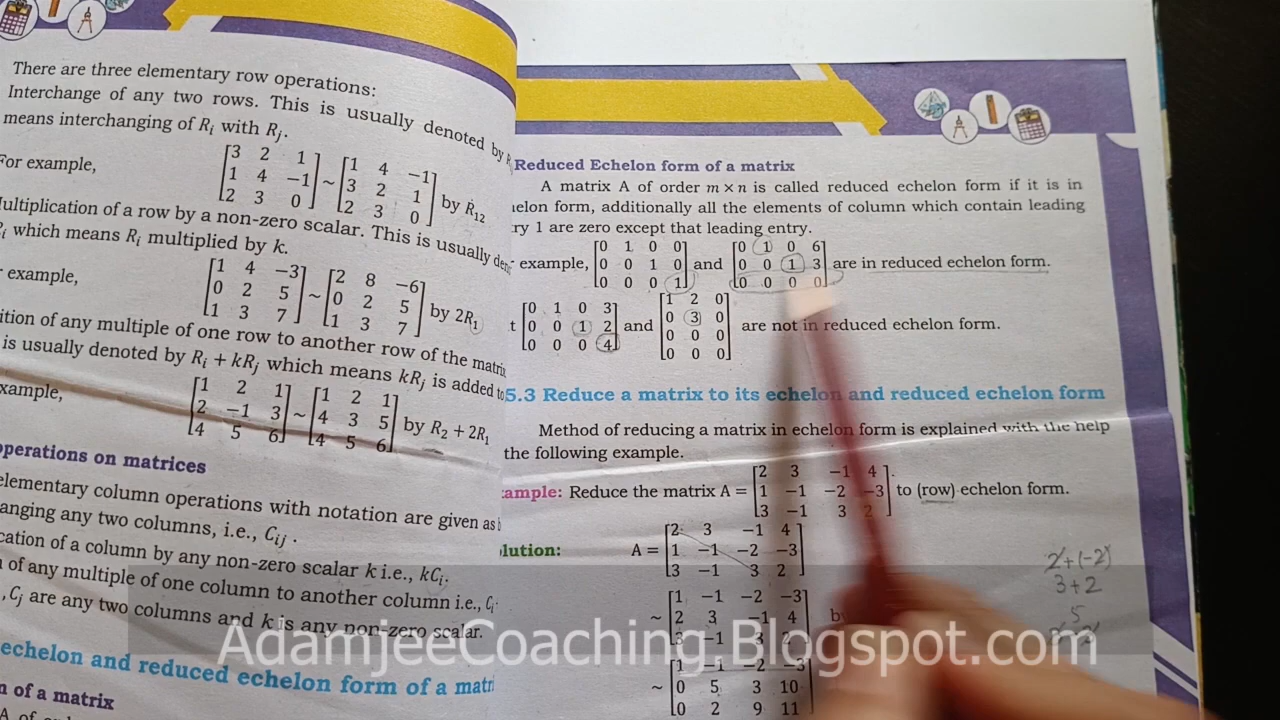 There are three elementary row operations:
Interchange of any two rows. This is usually denoted by
means interchanging of Ri with Rj.
For example,
[3 2 1
1 4 −1
2 3 0] ~ [1 4 −1
3 2 1
2 3 0] by R12
Multiplication of a row by a non-zero scalar. This is usually
which means Ri multiplied by k.
example,
[1 4 −3
0 2 5
1 3 7] ~ [2 8 −6
0 2 5
1 3 7] by 2R1
ition of any multiple of one row to another row of the matrix
is usually denoted by Ri + kRj which means kRj is added to
xample,
[1 2 1
2 −1 3
4 5 6] ~ [1 2 1
4 3 5
4 5 6] by R2 + 2R1
operations on matrices
elementary column operations with notation are given as
anging any two columns, i.e., Cij.
cation of a column by any non-zero scalar k i.e., kCi.
of any multiple of one column to another column i.e., Ci
, Cj are any two columns and k is any non-zero scalar.
echelon and reduced echelon form of a matri
of a matrix
Reduced Echelon form of a matrix
A matrix A of order m × n is called reduced echelon form if it is in
elon form, additionally all the elements of column which contain leading
ry 1 are zero except that leading entry.
example, [0 1 0 0
0 0 1 0
0 0 0 1] and [0 1 0 6
0 0 1 3
0 0 0 0] are in reduced echelon form.
t [0 1 0 3
0 0 1 2
0 0 0 4] and [1 2 0
0 3 0
0 0 0
0 0 0] are not in reduced echelon form.
5.3 Reduce a matrix to its echelon and reduced echelon form
Method of reducing a matrix in echelon form is explained with the help
the following example.
ample: Reduce the matrix A = [2 3 −1 4
1 −1 −2 −3
3 −1 3 2] to (row) echelon form.
lution:
A = [2 3 −1 4
1 −1 −2 −3
3 −1 3 2]
~ [1 −1 −2 −3
2 3 −1 4
3 −1 3 2] by
~ [1 −1 −2 −3
0 5 3 10
0 2 9 11]
2+(-2)
3+2
5
AdamjeeCoaching.Blogspot.com